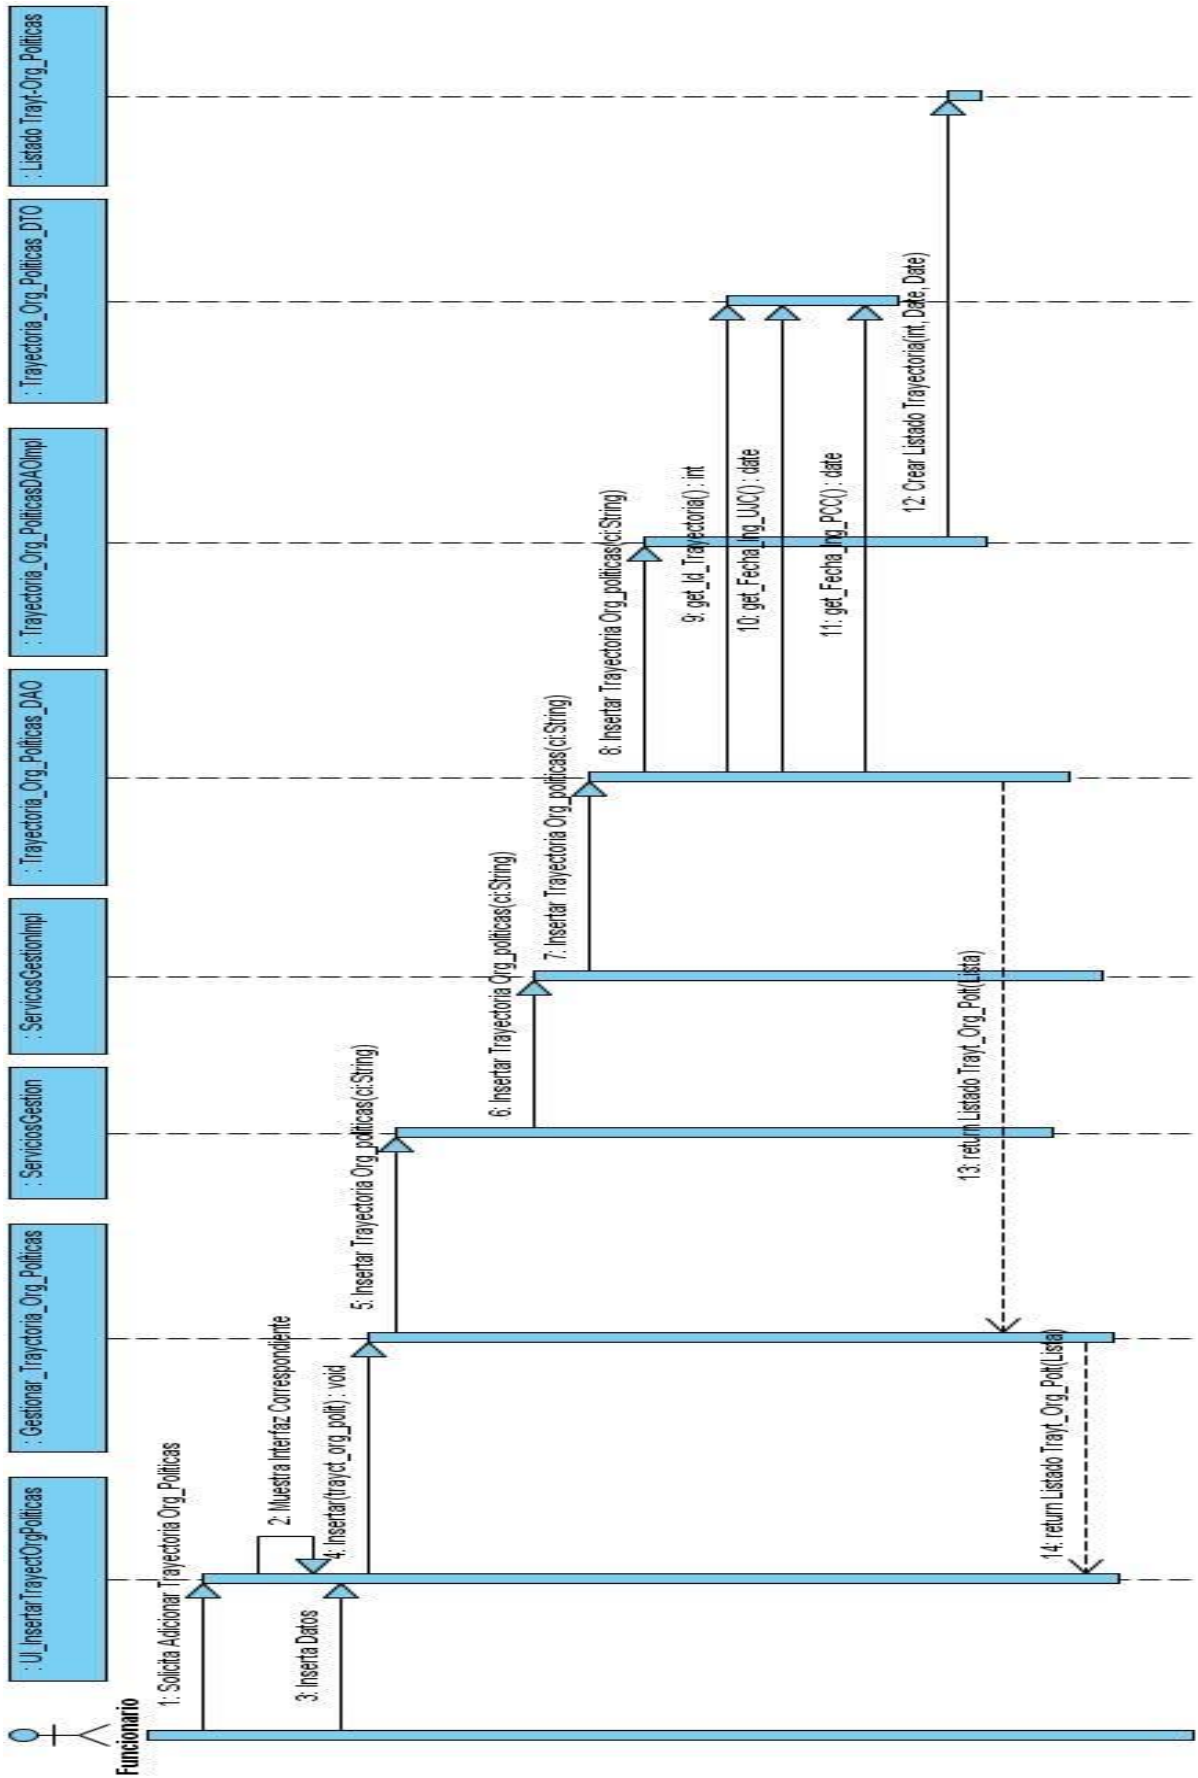 Funcionario
: UI_InsertarTrayectOrgPoliticas
: Gestionar_Trayctoria_Org_Politicas
: ServiciosGestion
: ServicosGestionImpl
: Trayectoria_Org_Politicas_DAO
: Trayectoria_Org_PoliticasDAOImpl
: Trayectoria_Org_Politicas_DTO
: Listado Trayt-Org_Politicas
1: Solicita Adicionar Trayectoria Org_Politicas
2: Muestra Interfaz Correspondiente
3: Inserta Datos
4: Insertar(trayct_org_polit) : void
5: Insertar Trayectoria Org_politicas(ci:String)
6: Insertar Trayectoria Org_politicas(ci:String)
7: Insertar Trayectoria Org_politicas(ci:String)
8: Insertar Trayectoria Org_politicas(ci:String)
9: get_Id_Trayectoria() : int
10: get_Fecha_Ing_UJC() : date
11: get_Fecha_Ing_PCC() : date
12: Crear Listado Trayectoria(int, Date, Date)
13: return Listado Trayt_Org_Polt(Lista)
14: return Listado Trayt_Org_Polt(Lista)